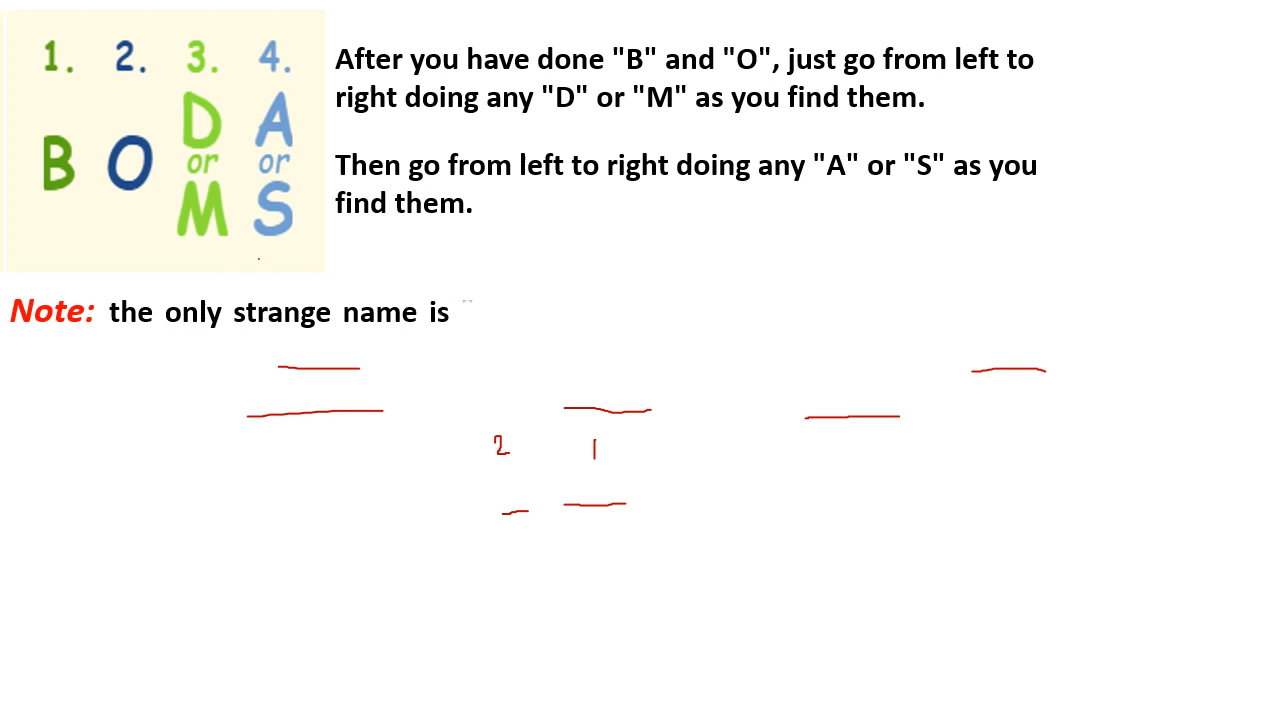 1. 2. 3. 4.
B O D or M A or S
After you have done "B" and "O", just go from left to
right doing any "D" or "M" as you find them.
Then go from left to right doing any "A" or "S" as you
find them.
Note: the only strange name is "
2 1